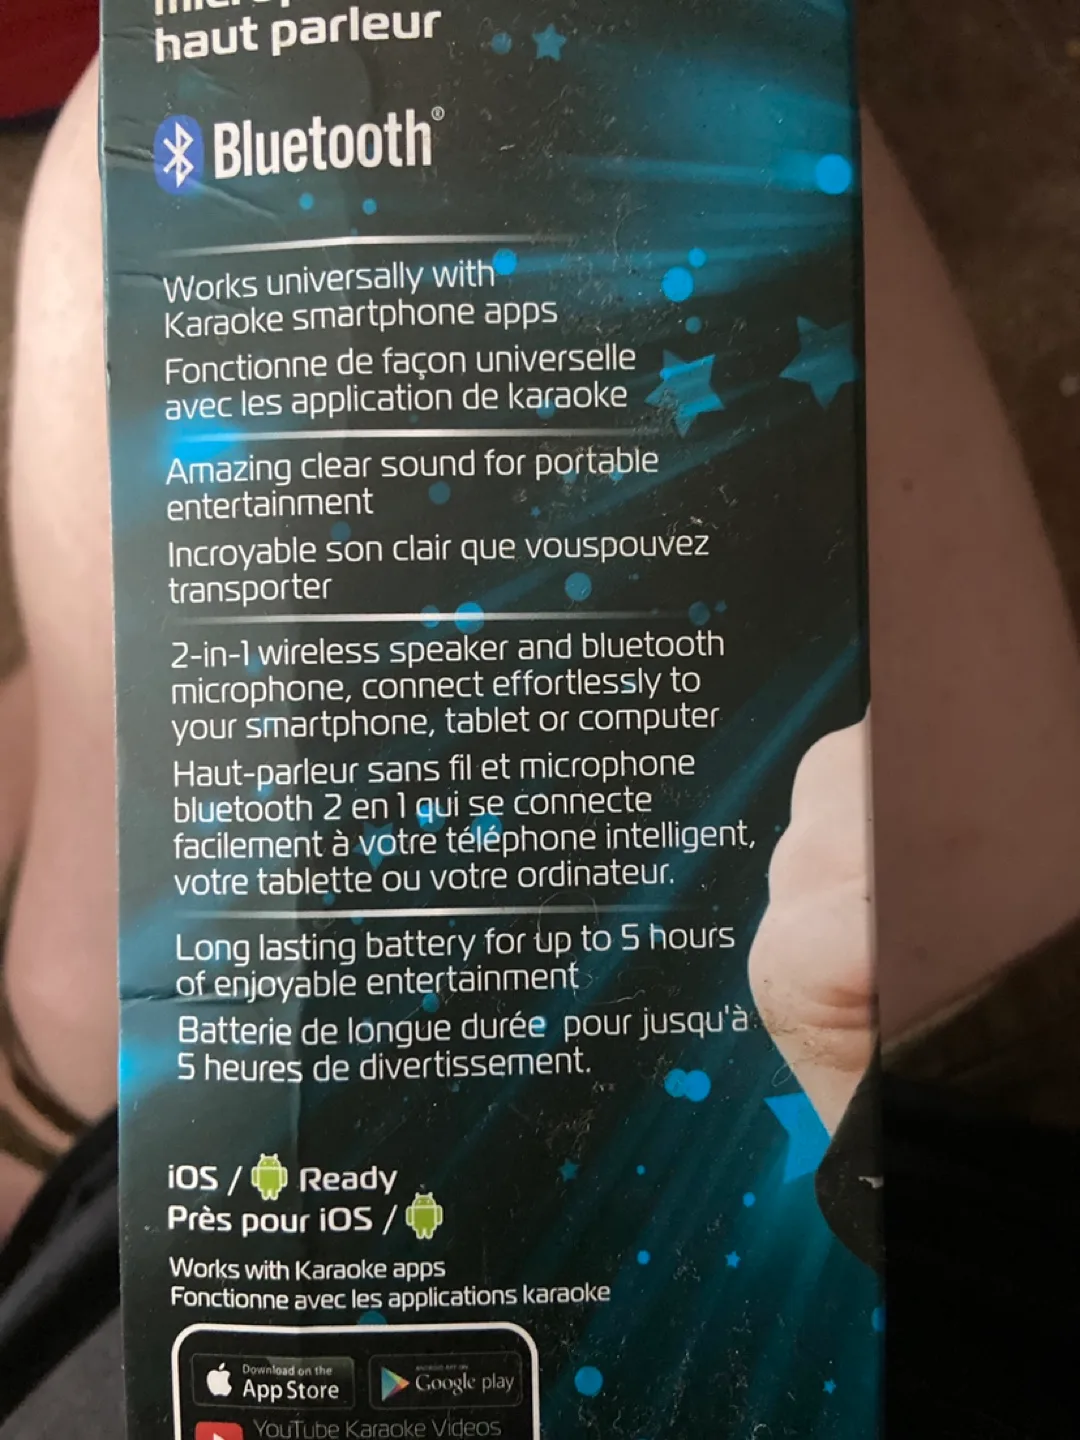 haut parleur
Bluetooth®
Works universally with
Karaoke smartphone apps
Fonctionne de façon universelle
avec les application de karaoke
Amazing clear sound for portable
entertainment
Incroyable son clair que vouspouvez
transporter
2-in-1 wireless speaker and bluetooth
microphone, connect effortlessly to
your smartphone, tablet or computer
Haut-parleur sans fil et microphone
bluetooth 2 en 1 qui se connecte
facilement à votre téléphone intelligent,
votre tablette ou votre ordinateur.
Long lasting battery for up to 5 hours
of enjoyable entertainment
Batterie de longue durée pour jusqu'à
5 heures de divertissement.
iOS / Ready
Près pour iOS /
Works with Karaoke apps
Fonctionne avec les applications karaoke
Download on the
App Store
ANDROID APP ON
Google play
YouTube Karaoke Videos